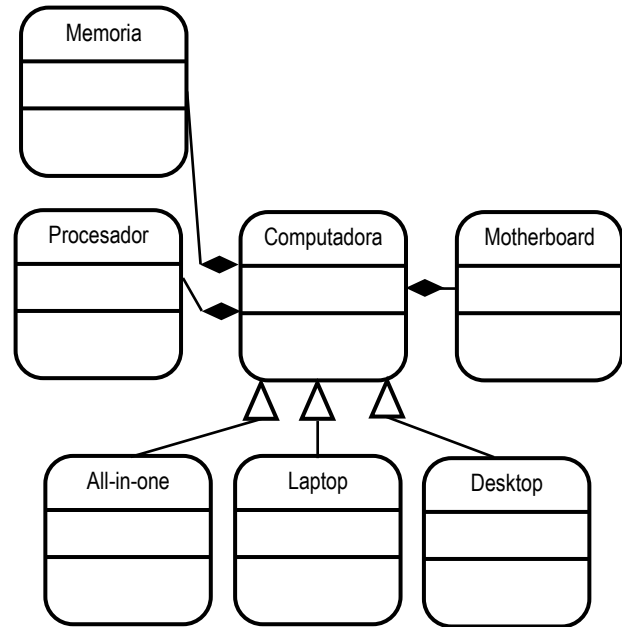 Memoria
Procesador
Computadora
Motherboard
All-in-one
Laptop
Desktop